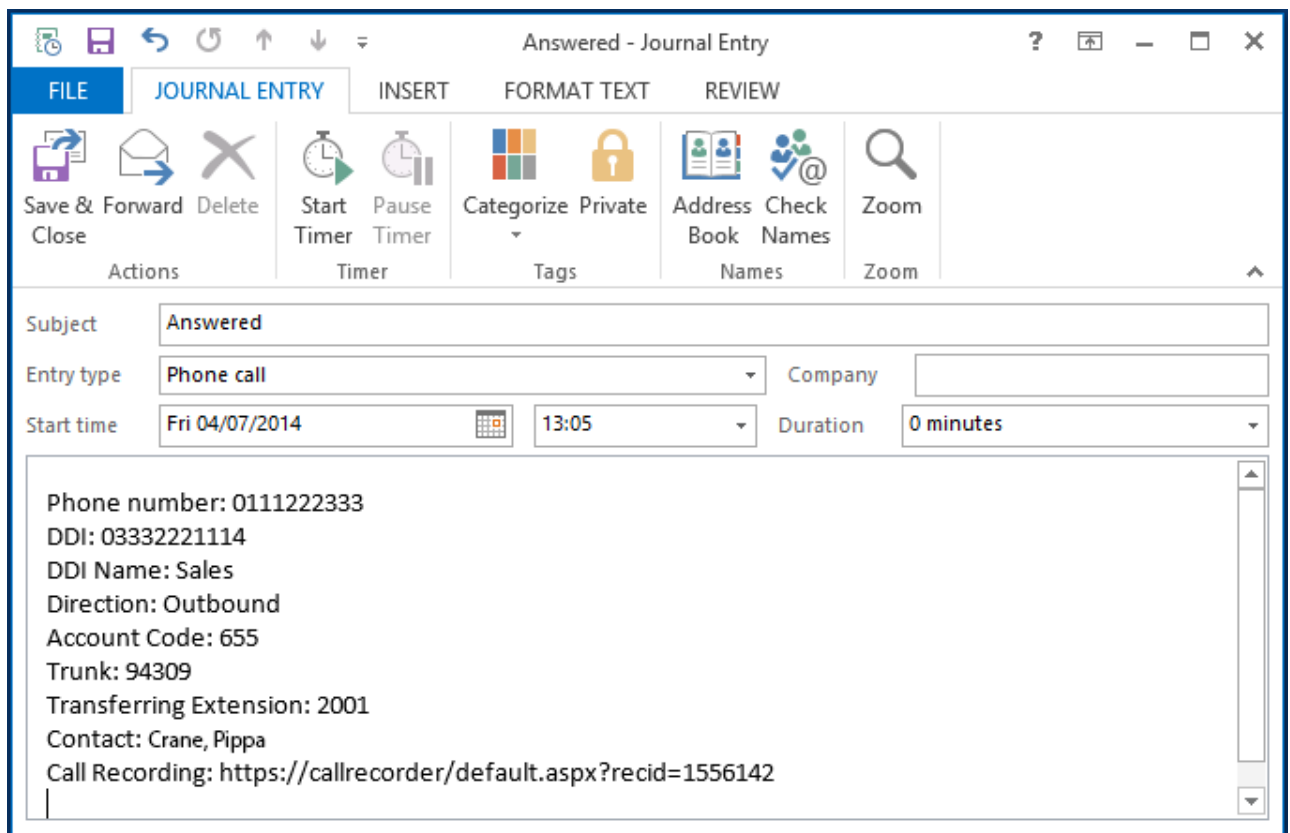 Answered - Journal Entry ?
FILE JOURNAL ENTRY INSERT FORMAT TEXT REVIEW
Save & Close Forward Delete Start Timer Pause Timer Categorize Private Address Book Check Names Zoom
Actions Timer Tags Names Zoom
Subject Answered
Entry type Phone call Company
Start time Fri 04/07/2014 13:05 Duration 0 minutes
Phone number: 0111222333
DDI: 03332221114
DDI Name: Sales
Direction: Outbound
Account Code: 655
Trunk: 94309
Transferring Extension: 2001
Contact: Crane, Pippa
Call Recording: https://callrecorder/default.aspx?recid=1556142